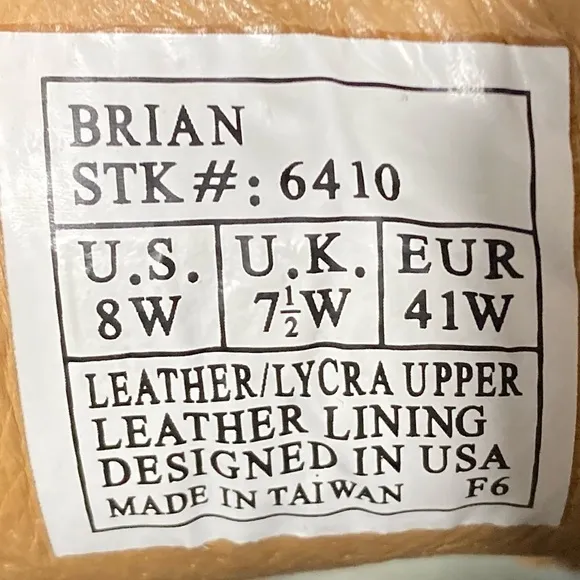 BRIAN
STK #: 6410
U.S. U.K. EUR
8W 7½W 41W
LEATHER/LYCRA UPPER
LEATHER LINING
DESIGNED IN USA
MADE IN TAIWAN F6